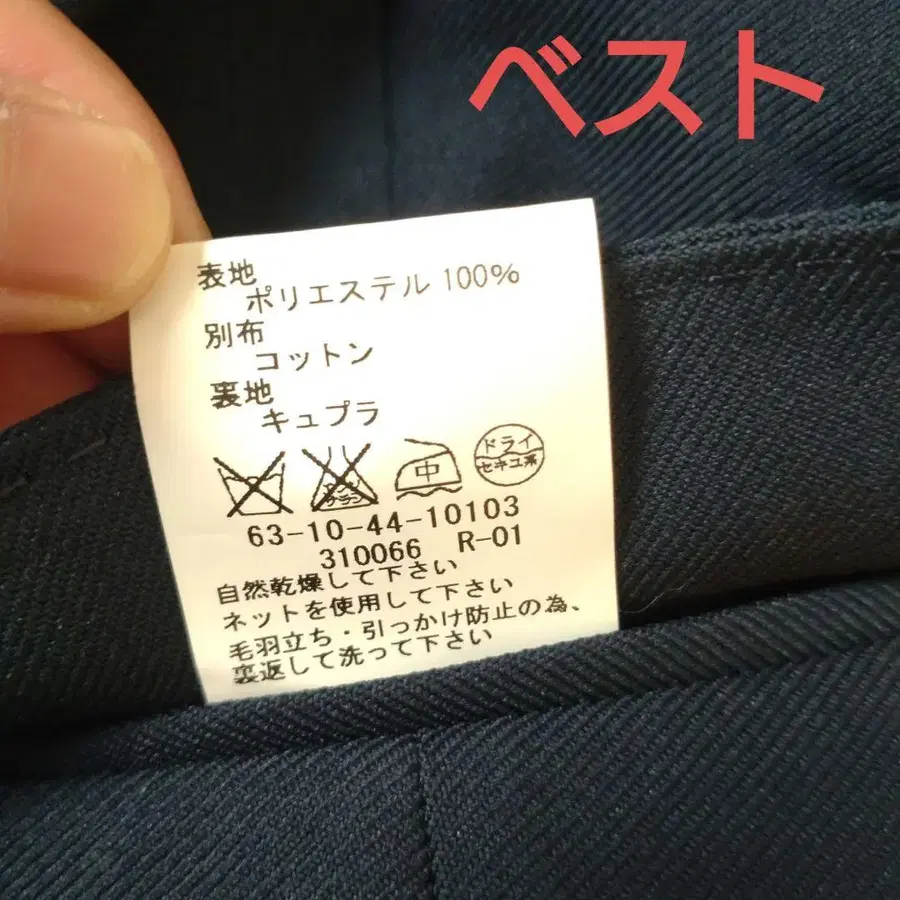 ベスト
表地
ポリエステル 100%
別布
コットン
裏地
キュプラ
中
ドライ
セキユ系
63-10-44-10103
310066 R-01
自然乾燥して下さい
ネットを使用して下さい
毛羽立ち・引っかけ防止の為、
裏返して洗って下さい